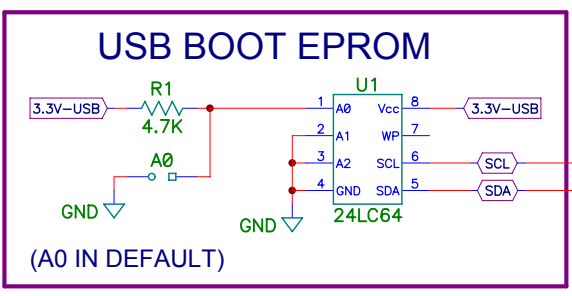 USB BOOT EPROM
U1
R1
3.3V-USB
4.7K
1 A0 Vcc 8
3.3V-USB
2 A1 WP 7
A0
3 A2 SCL 6
SCL
4 GND SDA 5
SDA
GND
GND
24LC64
(A0 IN DEFAULT)